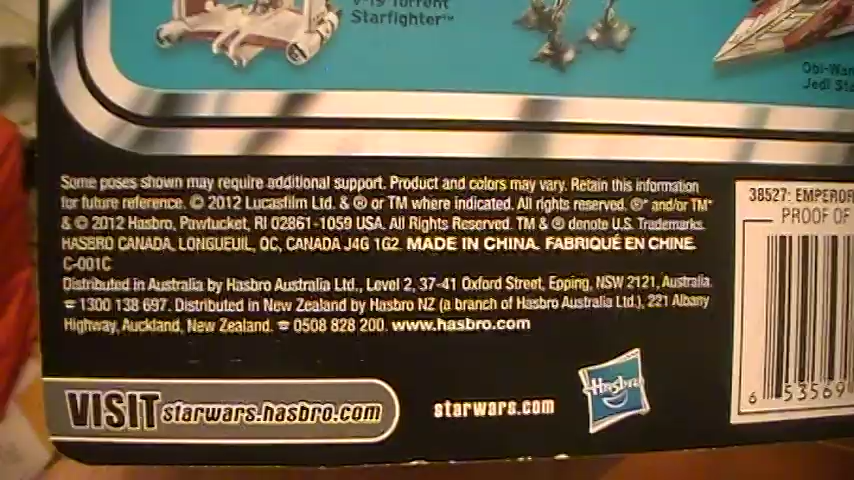 V-19 Torrent
Starfighter™
Obi-Wan
Jedi
Some poses shown may require additional support. Product and colors may vary. Retain this information
for future reference. © 2012 Lucasfilm Ltd. & ® or TM where indicated. All rights reserved. ®* and/or TM*
& © 2012 Hasbro, Pawtucket, RI 02861-1059 USA. All Rights Reserved. TM & ® denote U.S. Trademarks.
HASBRO CANADA, LONGUEUIL, QC, CANADA J4G 1G2. MADE IN CHINA. FABRIQUÉ EN CHINE.
C-001C
Distributed in Australia by Hasbro Australia Ltd., Level 2, 37-41 Oxford Street, Epping, NSW 2121, Australia.
☎ 1300 138 697. Distributed in New Zealand by Hasbro NZ (a branch of Hasbro Australia Ltd.), 221 Albany
Highway, Auckland, New Zealand. ☎ 0508 828 200. www.hasbro.com
38527: EMPEROR
PROOF OF
6 53569
VISIT starwars.hasbro.com
starwars.com
Hasbro